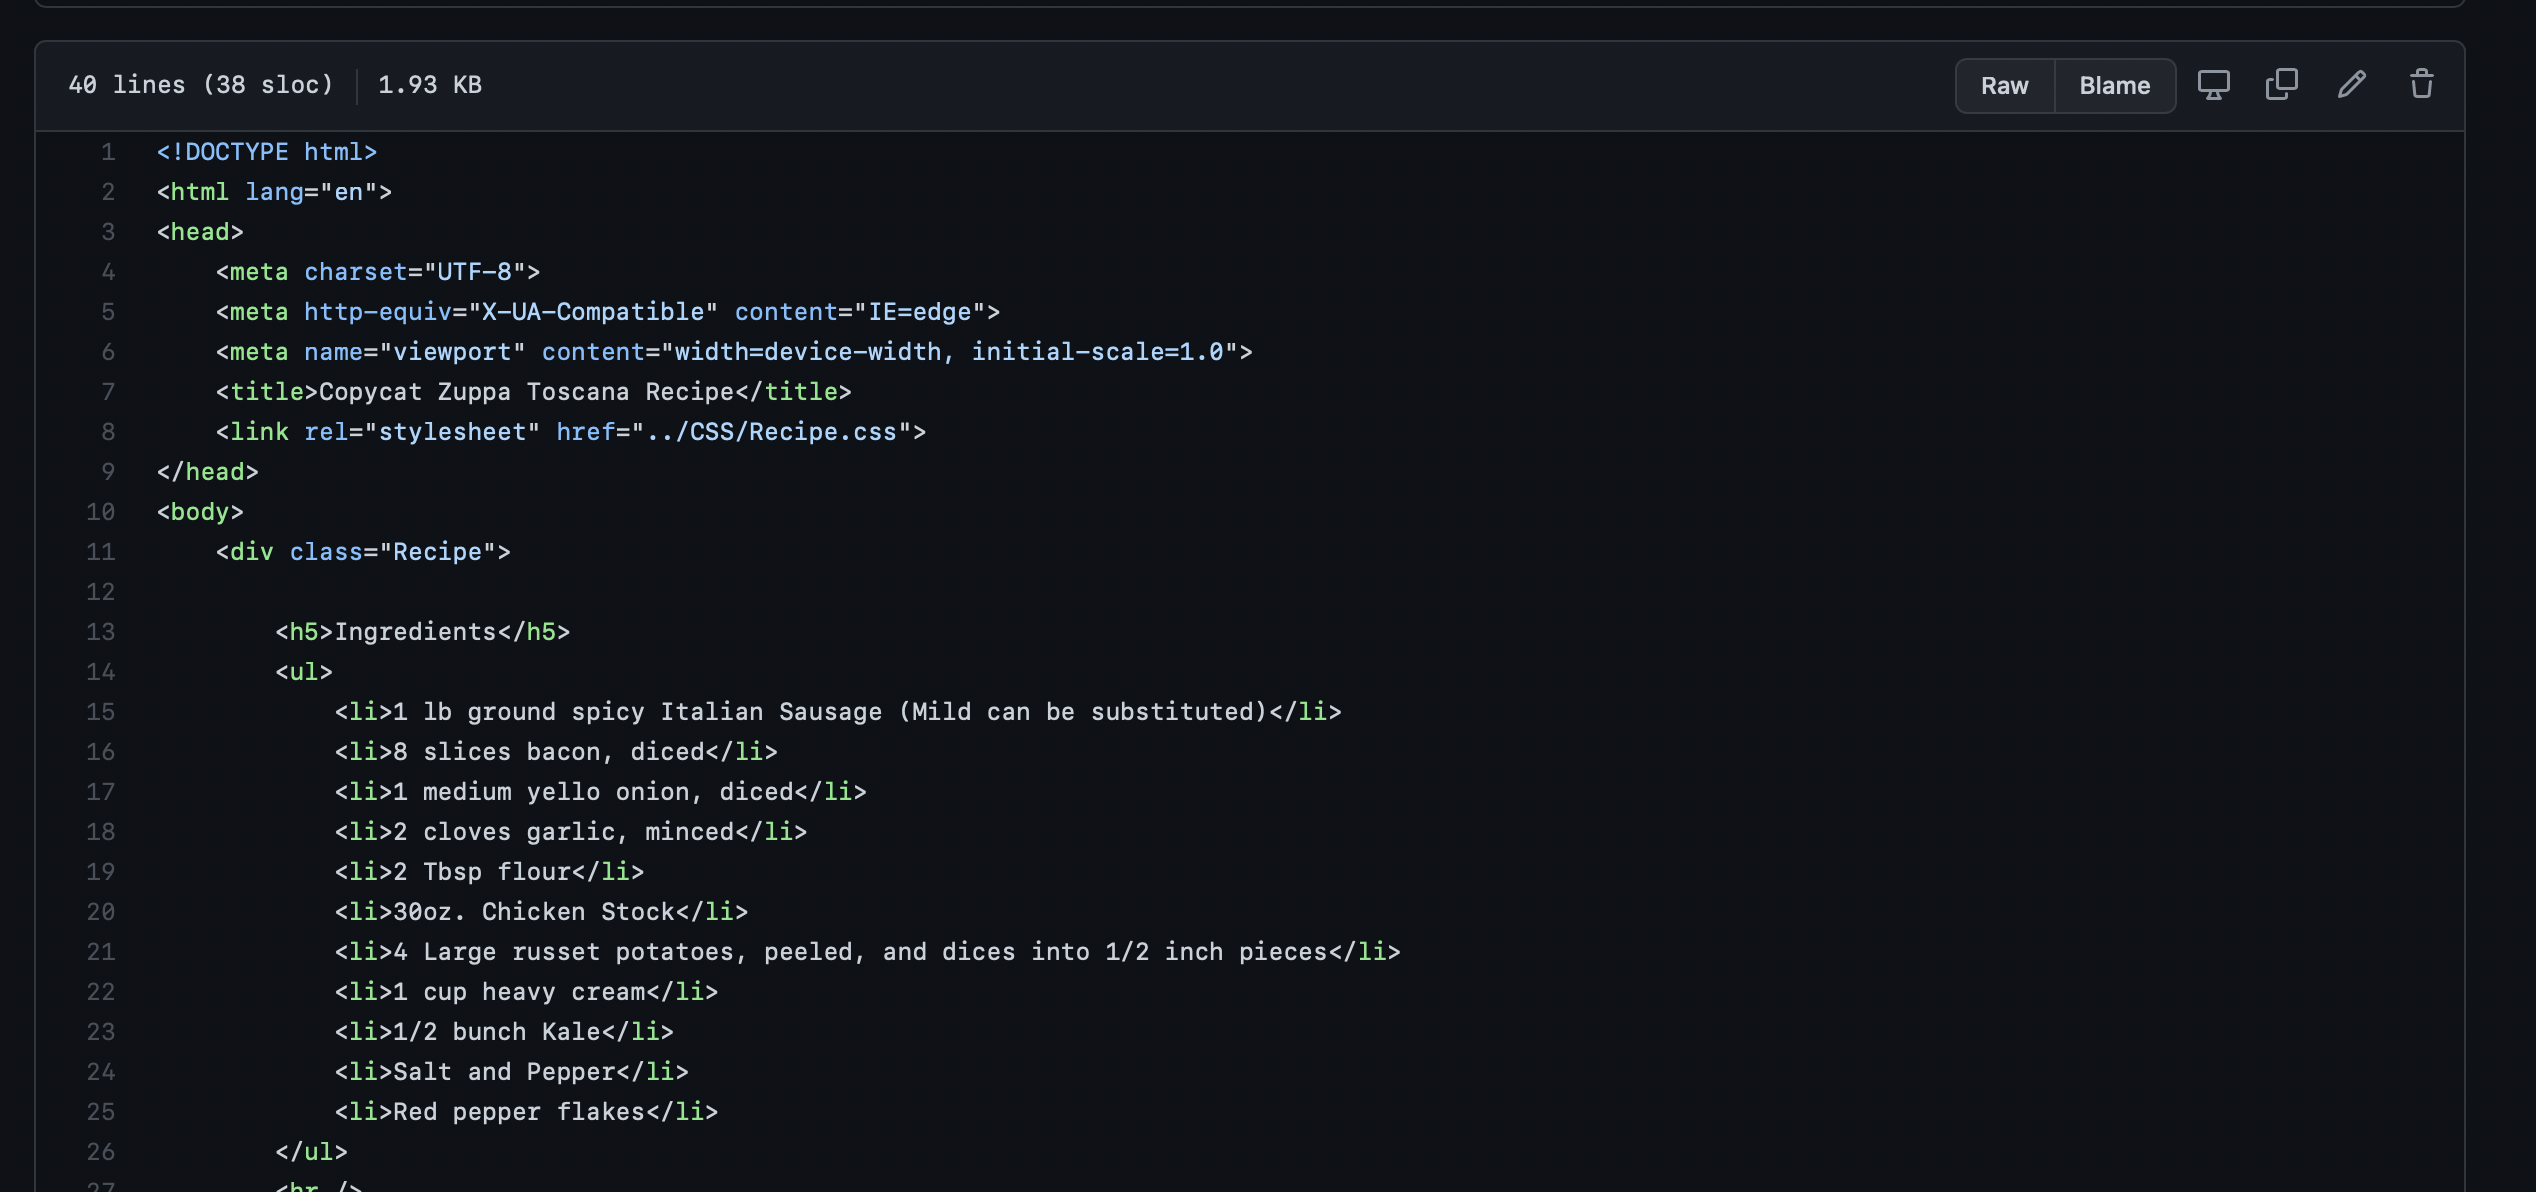 40 lines (38 sloc) 1.93 KB Raw Blame
1 <!DOCTYPE html>
2 <html lang="en">
3 <head>
4     <meta charset="UTF-8">
5     <meta http-equiv="X-UA-Compatible" content="IE=edge">
6     <meta name="viewport" content="width=device-width, initial-scale=1.0">
7     <title>Copycat Zuppa Toscana Recipe</title>
8     <link rel="stylesheet" href="../CSS/Recipe.css">
9 </head>
10 <body>
11     <div class="Recipe">
12
13         <h5>Ingredients</h5>
14         <ul>
15             <li>1 lb ground spicy Italian Sausage (Mild can be substituted)</li>
16             <li>8 slices bacon, diced</li>
17             <li>1 medium yello onion, diced</li>
18             <li>2 cloves garlic, minced</li>
19             <li>2 Tbsp flour</li>
20             <li>30oz. Chicken Stock</li>
21             <li>4 Large russet potatoes, peeled, and dices into 1/2 inch pieces</li>
22             <li>1 cup heavy cream</li>
23             <li>1/2 bunch Kale</li>
24             <li>Salt and Pepper</li>
25             <li>Red pepper flakes</li>
26         </ul>
27         <hr />